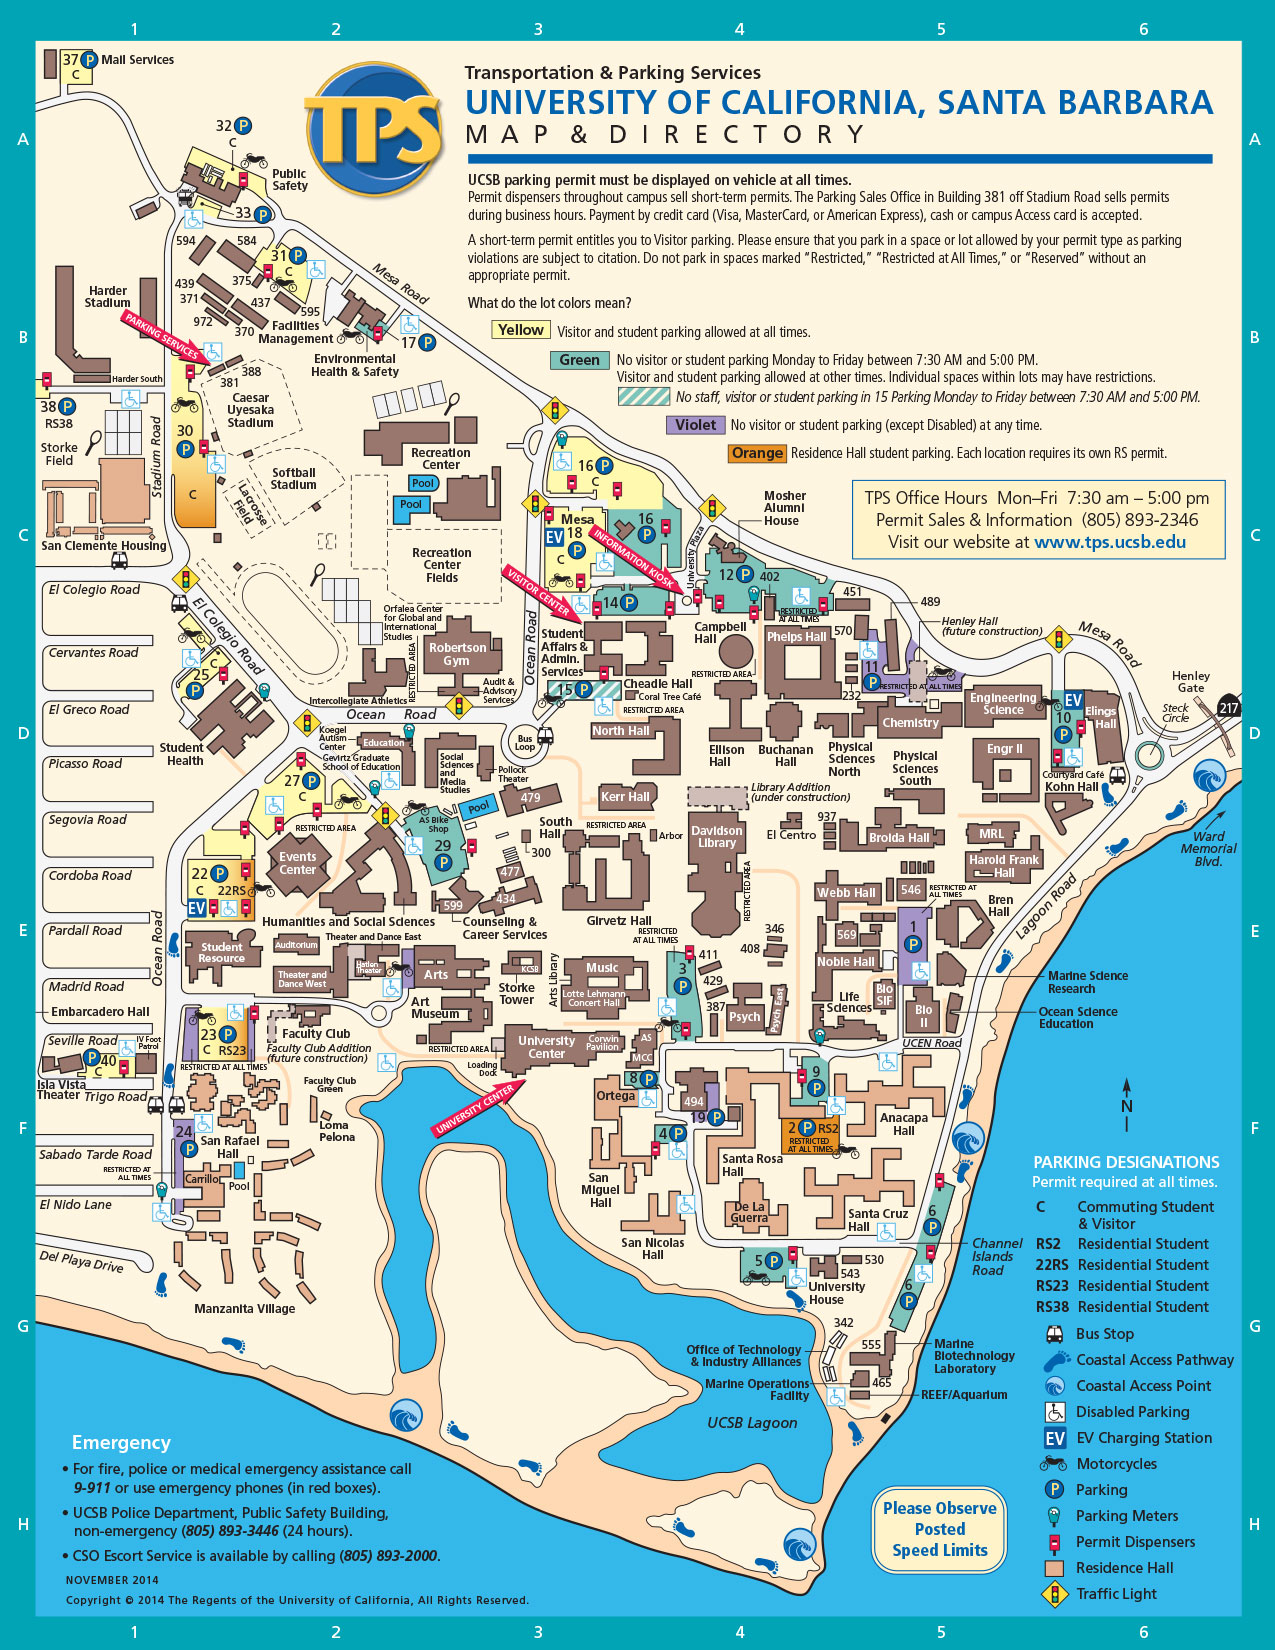 1 2 3 4 5 6
37 P Mail Services
C
TPS
Transportation & Parking Services
UNIVERSITY OF CALIFORNIA, SANTA BARBARA
MAP & DIRECTORY
A A
32 P
C
Public
Safety
33 P
UCSB parking permit must be displayed on vehicle at all times.
Permit dispensers throughout campus sell short-term permits. The Parking Sales Office in Building 381 off Stadium Road sells permits
during business hours. Payment by credit card (Visa, MasterCard, or American Express), cash or campus Access card is accepted.
A short-term permit entitles you to Visitor parking. Please ensure that you park in a space or lot allowed by your permit type as parking
violations are subject to citation. Do not park in spaces marked “Restricted,” “Restricted at All Times,” or “Reserved” without an
appropriate permit.
What do the lot colors mean?
Yellow Visitor and student parking allowed at all times.
Green No visitor or student parking Monday to Friday between 7:30 AM and 5:00 PM.
Visitor and student parking allowed at other times. Individual spaces within lots may have restrictions.
No staff, visitor or student parking in 15 Parking Monday to Friday between 7:30 AM and 5:00 PM.
Violet No visitor or student parking (except Disabled) at any time.
Orange Residence Hall student parking. Each location requires its own RS permit.
TPS Office Hours Mon–Fri 7:30 am – 5:00 pm
Permit Sales & Information (805) 893-2346
Visit our website at www.tps.ucsb.edu
594
584
31 P
C
Mesa Road
439
375
371
437
595
972
370
Facilities
Management
Harder
Stadium
B B
PARKING SERVICES
17 P
Environmental
Health & Safety
388
381
Harder South
38 P
RS38
Caesar
Uyesaka
Stadium
30
P
C
Storke
Field
Stadium Road
Softball
Stadium
Lacrosse
Field
Recreation
Center
Pool
Pool
16 P
C
Mosher
Alumni
House
C C
San Clemente Housing
Recreation
Center
Fields
Mesa
EV 18
P
C
16
P
INFORMATION KIOSK
University Plaza
VISITOR CENTER
12 P
402
RESTRICTED
AT ALL TIMES
14 P
451
489
Henley Hall
(future construction)
El Colegio Road
El Colegio Road
Cervantes Road
El Greco Road
Picasso Road
Segovia Road
Cordoba Road
Pardall Road
Madrid Road
Embarcadero Hall
Orfalea Center
for Global and
International
Studies
RESTRICTED AREA
Robertson
Gym
Ocean Road
Student
Affairs &
Admin.
Services
Campbell
Hall
Phelps Hall
570
Mesa Road
C
25
P
Audit &
Advisory
Services
Intercollegiate Athletics
15 P
Cheadle Hall
Coral Tree Café
RESTRICTED AREA
RESTRICTED AREA
232
11
P
RESTRICTED AT ALL TIMES
Henley
Gate
217
Steck
Circle
Engineering
Science
EV
10
P
Elings
Hall
D D
Student
Health
Ocean Road
Koegel
Autism
Center
Education
Gevirtz Graduate
School of Education
Social
Sciences
and
Media
Studies
Bus
Loop
Pollock
Theater
North Hall
Ellison
Hall
Buchanan
Hall
Physical
Sciences
North
Chemistry
Physical
Sciences
South
Engr II
Courtyard Café
Kohn Hall
27 P
C
RESTRICTED AREA
AS Bike
Shop
29
P
Pool
479
Kerr Hall
Library Addition
(under construction)
South
Hall
RESTRICTED AREA
Arbor
Davidson
Library
RESTRICTED AREA
El Centro
937
Broida Hall
MRL
Harold Frank
Hall
Ward
Memorial
Blvd.
300
Events
Center
22 P
C 22RS
EV
477
434
599
Webb Hall
546
RESTRICTED AT
ALL TIMES
Bren
Hall
Lagoon Road
E E
Ocean Road
Student
Resource
Humanities and Social Sciences
Counseling &
Career Services
Girvetz Hall
RESTRICTED
AT ALL TIMES
346
408
569
1
P
Noble Hall
Auditorium
Theater and Dance East
Hatlen
Theater
Theater and
Dance West
Arts
KCSB
Storke
Tower
Arts Library
Music
Lotte Lehmann
Concert Hall
3
P
411
429
387
Psych
Psych East
Life
Sciences
Bio
SIF
Bio
II
Marine Science
Research
Ocean Science
Education
Art
Museum
23 P
C RS23
RESTRICTED AT ALL TIMES
Faculty Club
Faculty Club Addition
(future construction)
RESTRICTED AREA
University
Center
Corwin
Pavilion
AS
MCC
Loading
Dock
UCEN Road
Seville Road
IV Foot
Patrol
P 40
C
Isla Vista
Theater
Trigo Road
Faculty Club
Green
Loma
Pelona
UNIVERSITY CENTER
8 P
Ortega
494
19 P
9
P
2 P RS2
RESTRICTED
AT ALL TIMES
Anacapa
Hall
N
F F
24
P
San Rafael
Hall
Carrillo
Pool
Sabado Tarde Road
RESTRICTED AT
ALL TIMES
El Nido Lane
Del Playa Drive
4 P
Santa Rosa
Hall
San
Miguel
Hall
De La
Guerra
Santa Cruz
Hall
San Nicolas
Hall
6
P
Channel
Islands
Road
5 P
530
543
University
House
6
P
Manzanita Village
G G
342
Office of Technology
& Industry Alliances
555
Marine
Biotechnology
Laboratory
Marine Operations
Facility
465
REEF/Aquarium
UCSB Lagoon
PARKING DESIGNATIONS
Permit required at all times.
C Commuting Student
& Visitor
RS2 Residential Student
22RS Residential Student
RS23 Residential Student
RS38 Residential Student
Bus Stop
Coastal Access Pathway
Coastal Access Point
Disabled Parking
EV EV Charging Station
Motorcycles
P Parking
Parking Meters
Permit Dispensers
Residence Hall
Traffic Light
Please Observe
Posted
Speed Limits
H H
Emergency
• For fire, police or medical emergency assistance call
9-911 or use emergency phones (in red boxes).
• UCSB Police Department, Public Safety Building,
non-emergency (805) 893-3446 (24 hours).
• CSO Escort Service is available by calling (805) 893-2000.
NOVEMBER 2014
Copyright © 2014 The Regents of the University of California, All Rights Reserved.
1 2 3 4 5 6